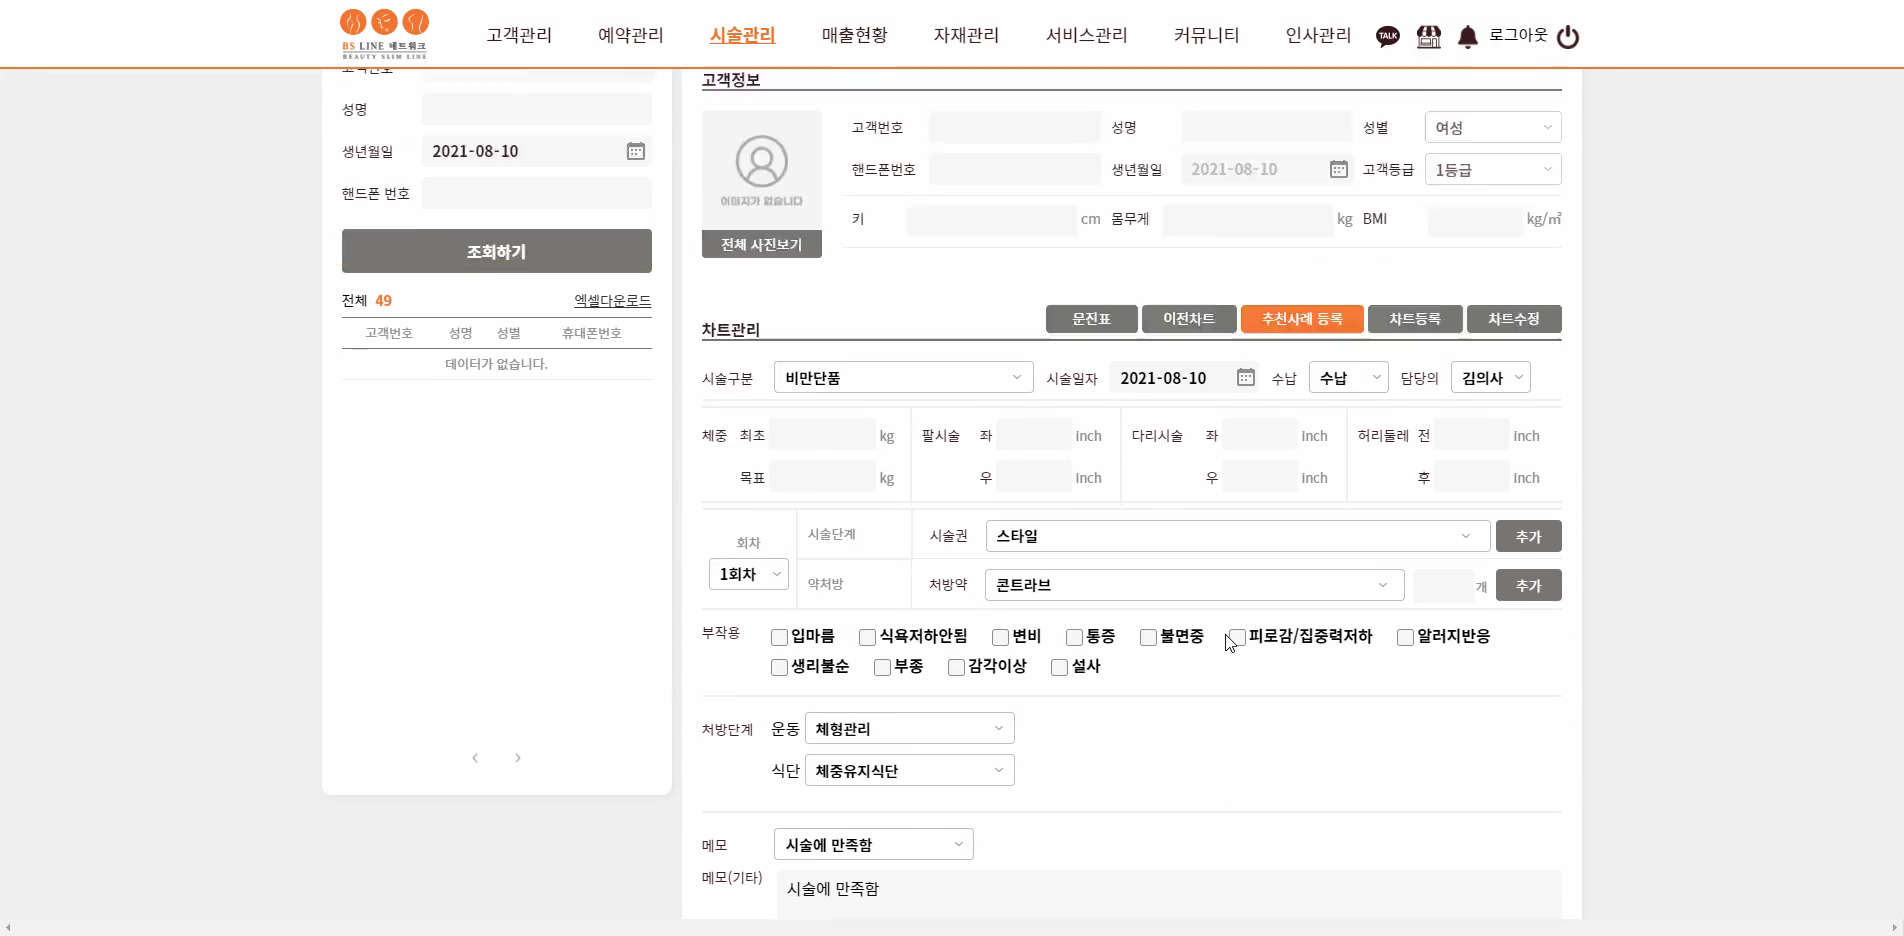 BS LINE 네트워크
BEAUTY SLIM LINE
고객관리 예약관리 시술관리 매출현황 자재관리 서비스관리 커뮤니티 인사관리 TALK 로그아웃
성명
생년월일 2021-08-10
핸드폰 번호
조회하기
전체 49 엑셀다운로드
고객번호 성명 성별 휴대폰번호
데이터가 없습니다.
고객정보
이미지가 없습니다
전체 사진보기
고객번호 성명 성별 여성
핸드폰번호 생년월일 2021-08-10 고객등급 1등급
키 cm 몸무게 kg BMI kg/㎡
차트관리 문진표 이전차트 추천사례 등록 차트등록 차트수정
시술구분 비만단품 시술일자 2021-08-10 수납 수납 담당의 김의사
체중 최초 kg 팔시술 좌 inch 다리시술 좌 inch 허리둘레 전 inch
목표 kg 우 inch 우 inch 후 inch
회차 시술단계 시술권 스타일 추가
1회차 약처방 처방약 콘트라브 개 추가
부작용 입마름 식욕저하안됨 변비 통증 불면중 피로감/집중력저하 알러지반응
생리불순 부종 감각이상 설사
처방단계 운동 체형관리
식단 체중유지식단
메모 시술에 만족함
메모(기타) 시술에 만족함